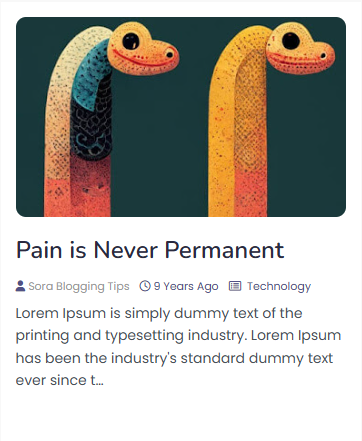 Pain is Never Permanent
Sora Blogging Tips 9 Years Ago Technology
Lorem Ipsum is simply dummy text of the
printing and typesetting industry. Lorem Ipsum
has been the industry's standard dummy text
ever since t...